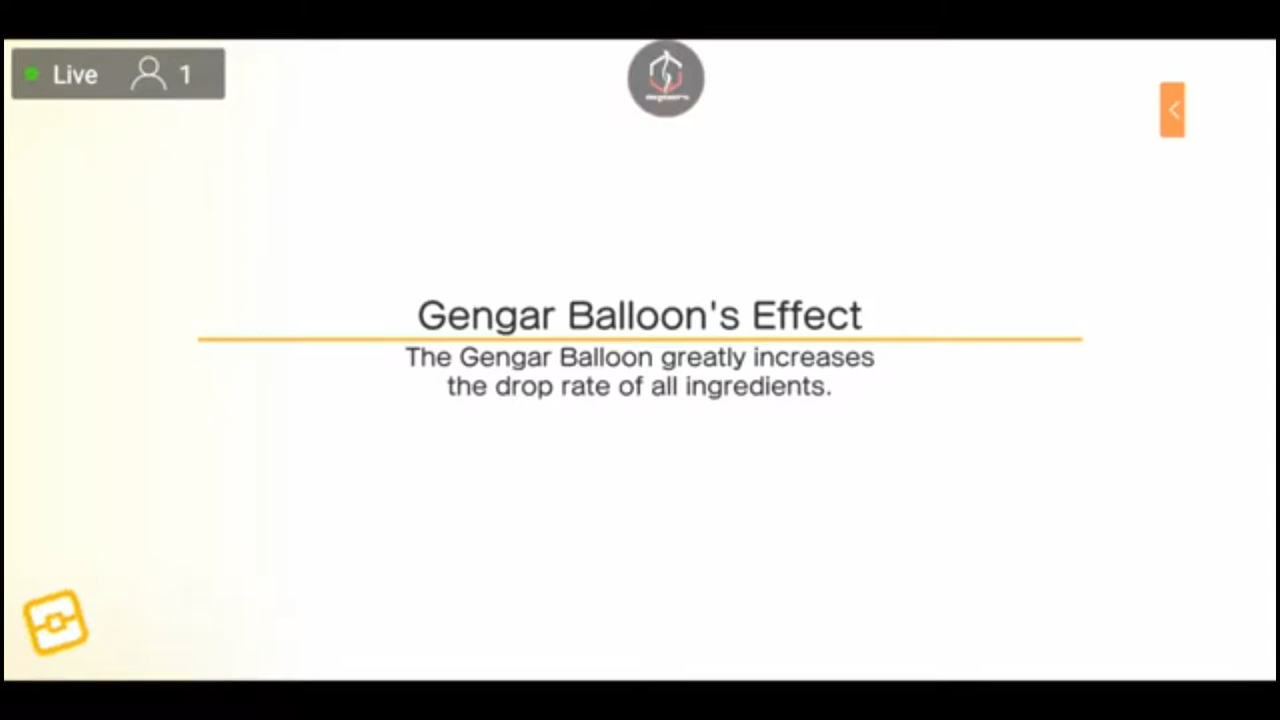 Live 1
Gengar Balloon's Effect
The Gengar Balloon greatly increases
the drop rate of all ingredients.